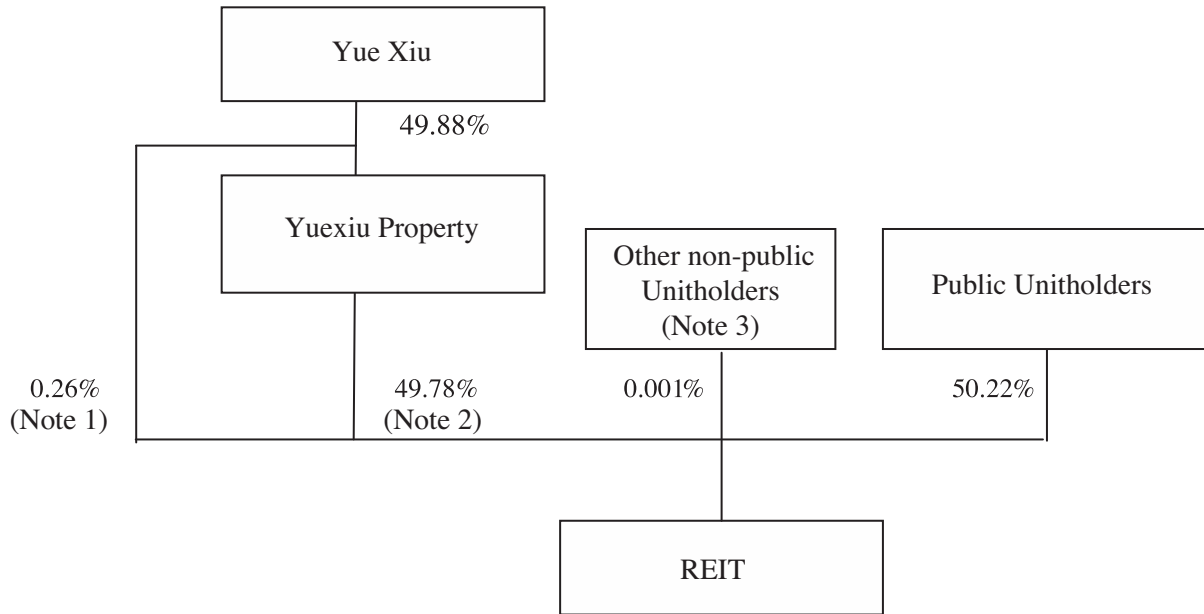 Yue Xiu
49.88%
Yuexiu Property
Other non-public
Unitholders
(Note 3)
Public Unitholders
0.26%
(Note 1)
49.78%
(Note 2)
0.001%
50.22%
REIT